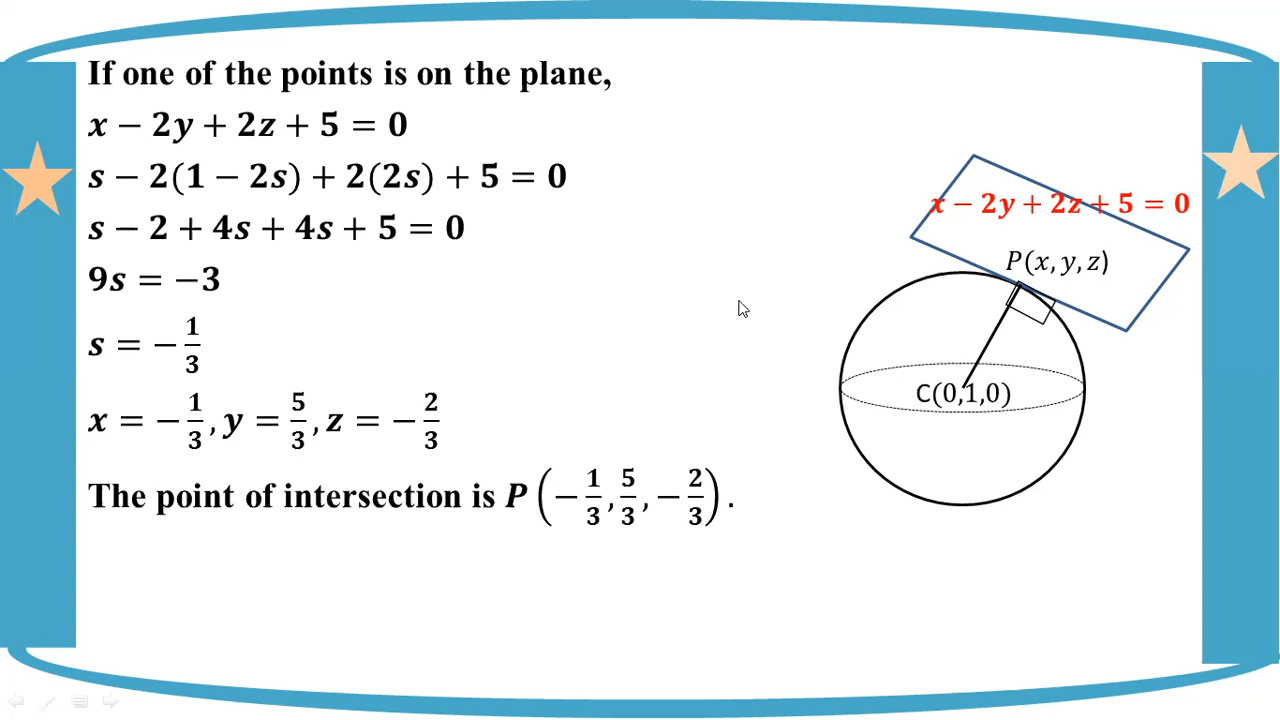 If one of the points is on the plane,
x − 2y + 2z + 5 = 0
s − 2(1 − 2s) + 2(2s) + 5 = 0
s − 2 + 4s + 4s + 5 = 0
9s = −3
s = −1/3
x = −1/3, y = 5/3, z = −2/3
The point of intersection is P(−1/3, 5/3, −2/3).
x − 2y + 2z + 5 = 0
P(x, y, z)
C(0,1,0)